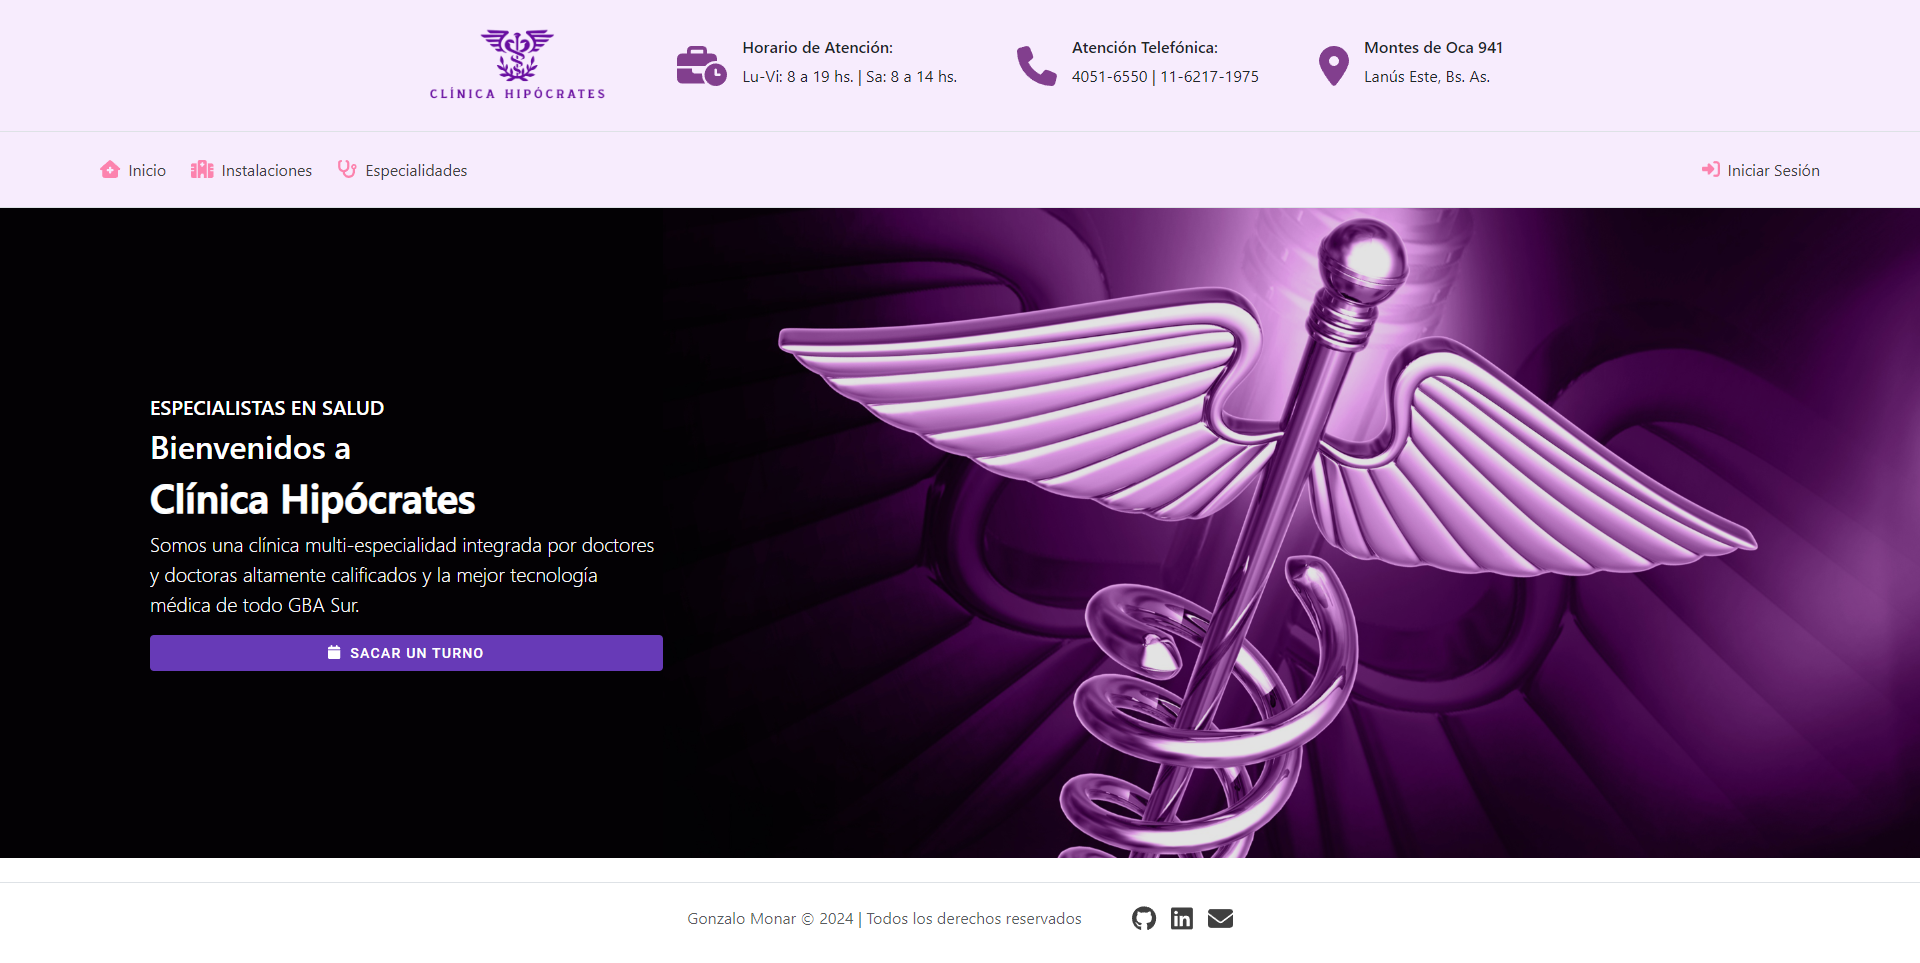 CLÍNICA HIPÓCRATES
Horario de Atención:
Lu-Vi: 8 a 19 hs. | Sa: 8 a 14 hs.
Atención Telefónica:
4051-6550 | 11-6217-1975
Montes de Oca 941
Lanús Este, Bs. As.
Inicio
Instalaciones
Especialidades
Iniciar Sesión
ESPECIALISTAS EN SALUD
Bienvenidos a
Clínica Hipócrates
Somos una clínica multi-especialidad integrada por doctores
y doctoras altamente calificados y la mejor tecnología
médica de todo GBA Sur.
SACAR UN TURNO
Gonzalo Monar © 2024 | Todos los derechos reservados